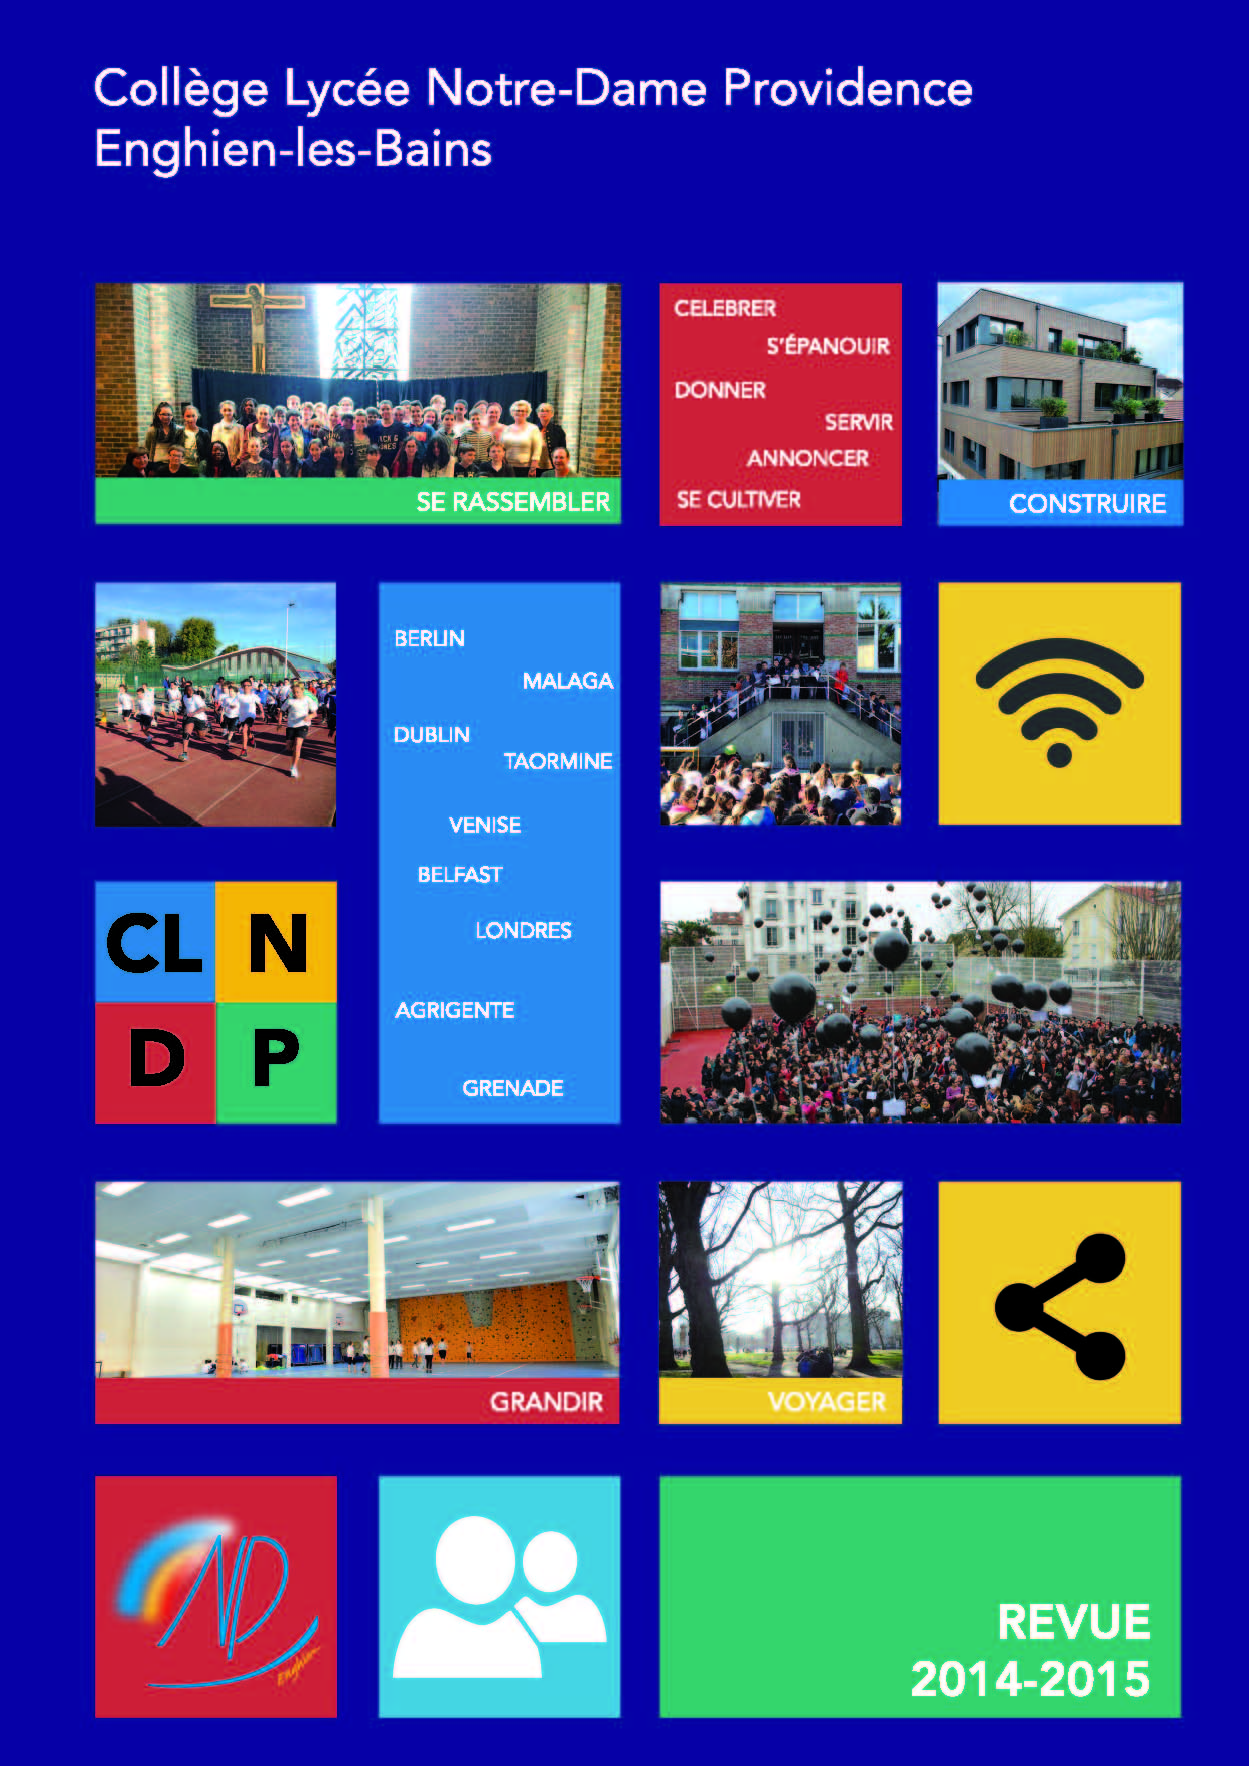 Collège Lycée Notre-Dame Providence
Enghien-les-Bains
SE RASSEMBLER
CELEBRER
S'ÉPANOUIR
DONNER
SERVIR
ANNONCER
SE CULTIVER
CONSTRUIRE
BERLIN
MALAGA
DUBLIN
TAORMINE
VENISE
BELFAST
LONDRES
AGRIGENTE
GRENADE
CL N
D P
GRANDIR
VOYAGER
ND
Enghien
REVUE
2014-2015